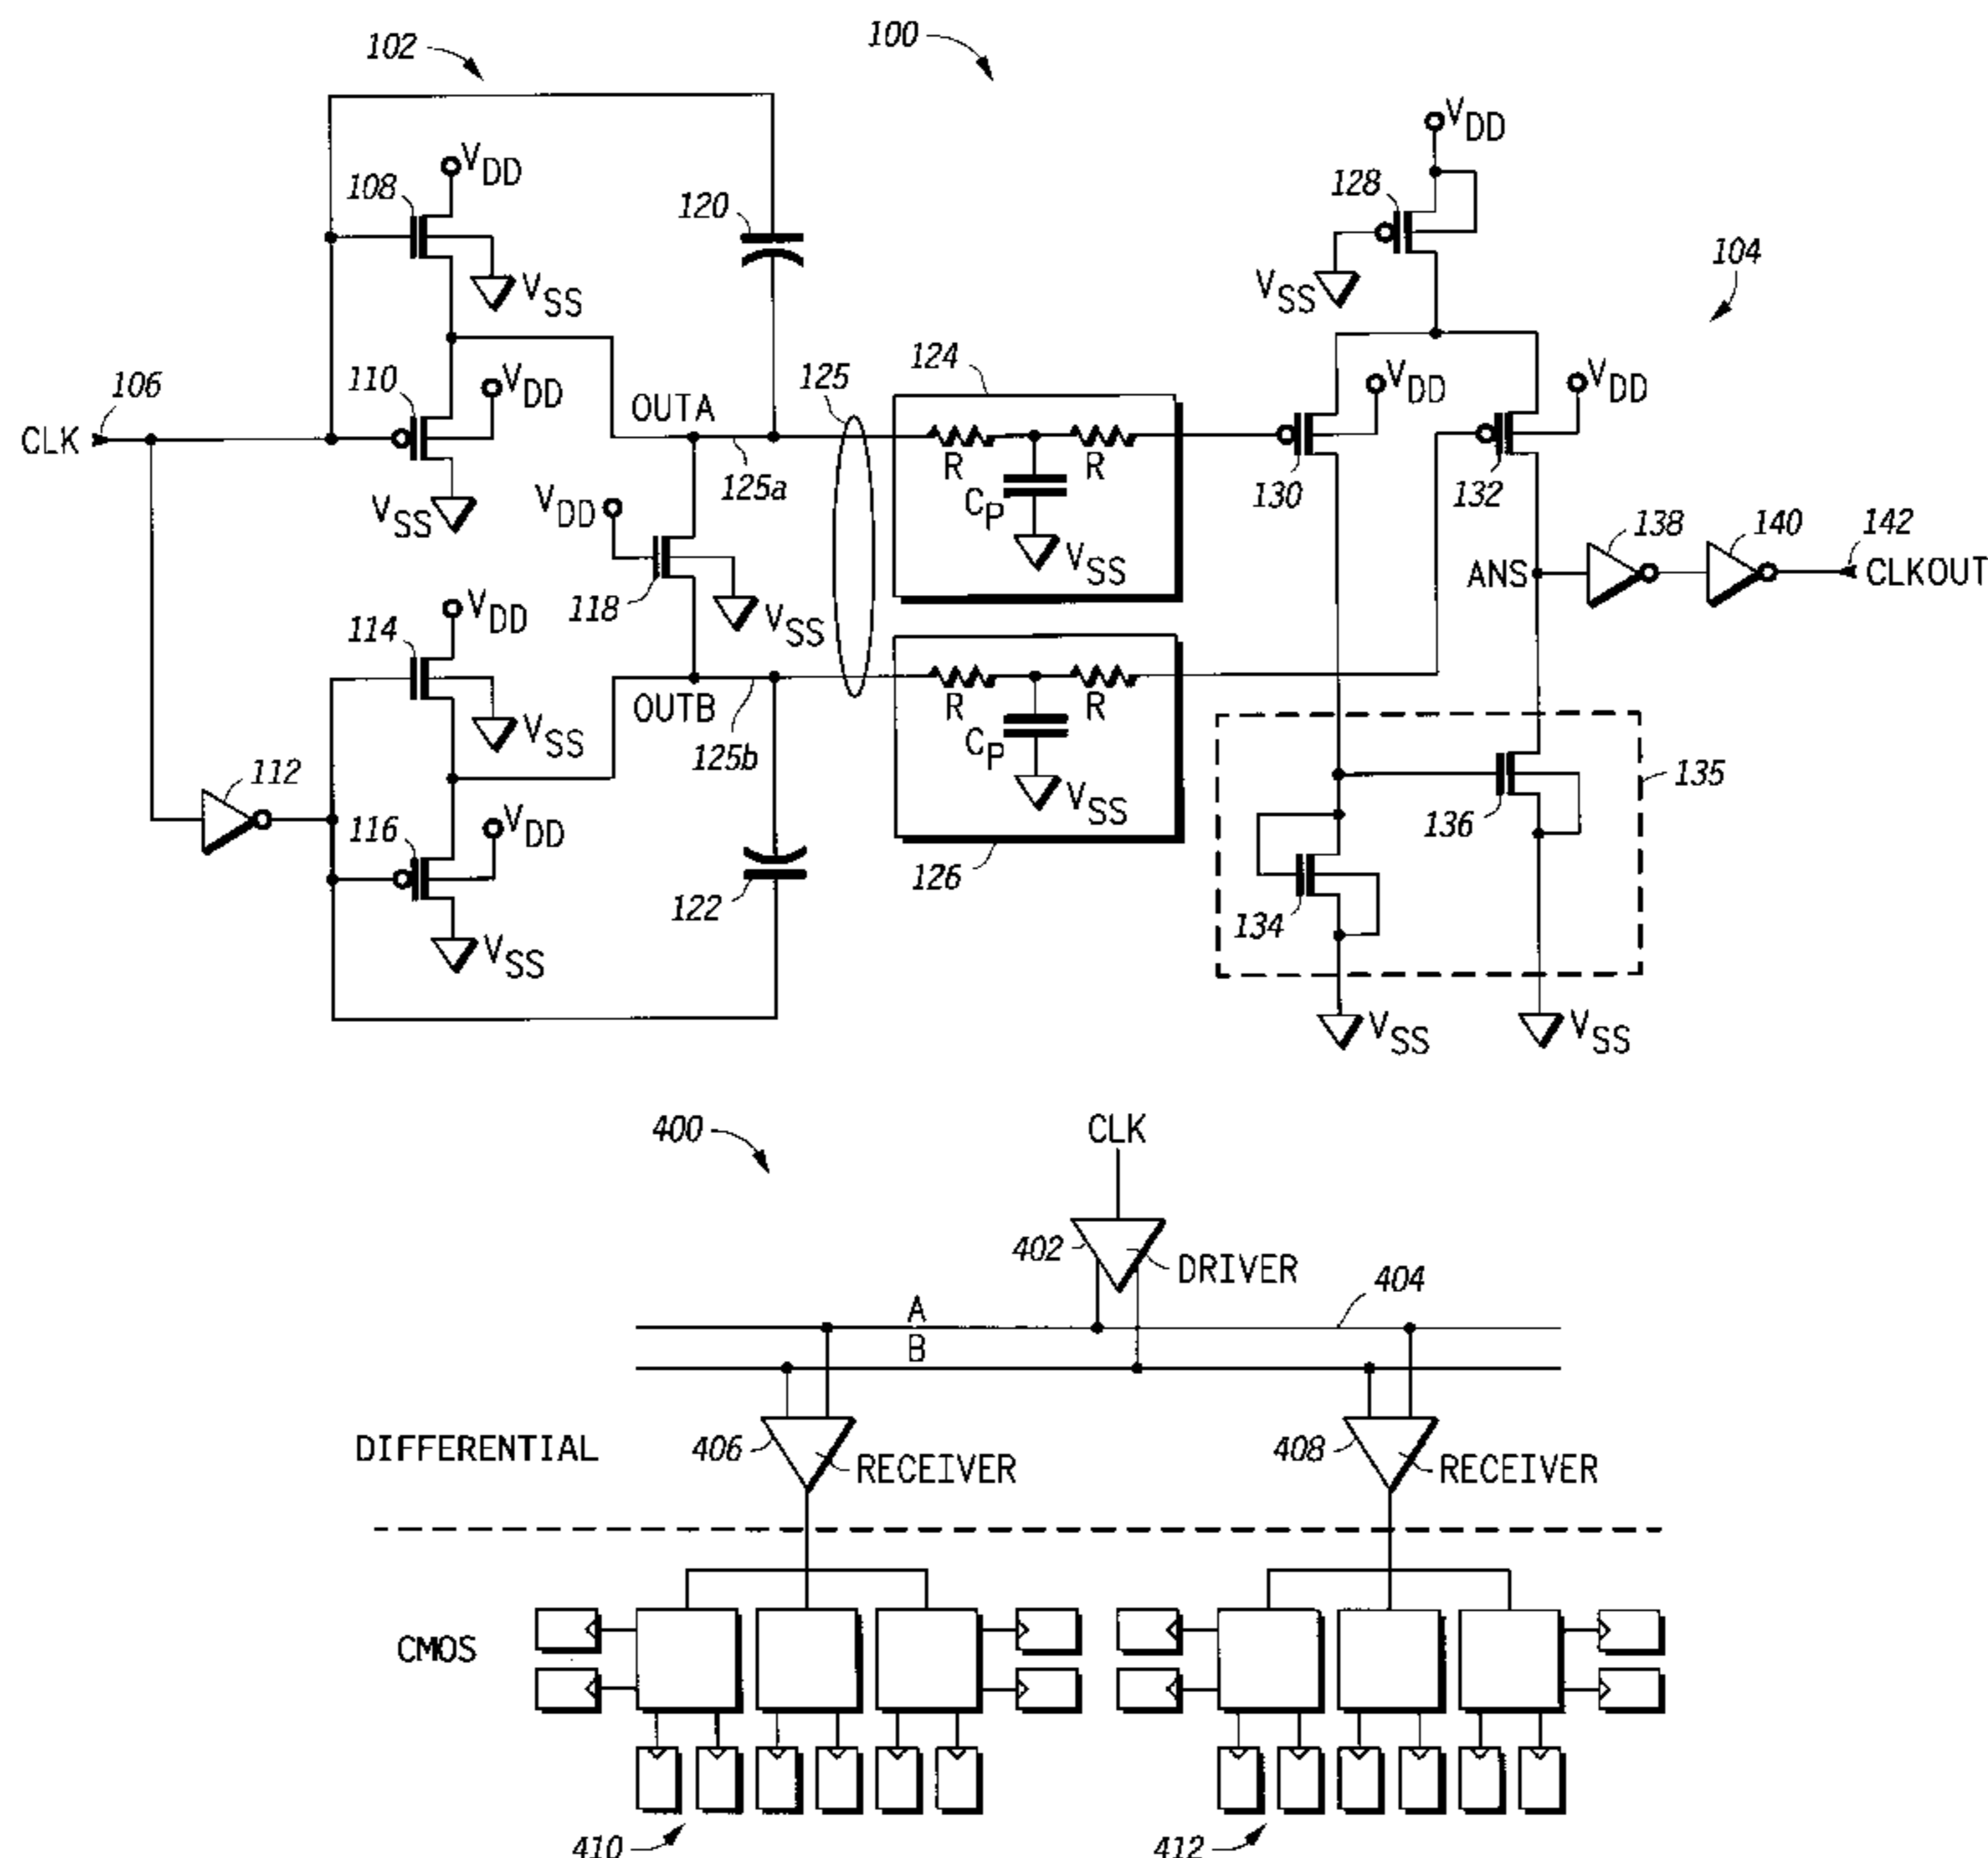 102
100
VDD
108
VDD
120
128
VSS
VSS
104
CLK
106
110
VDD
OUTA
125
124
VDD
VDD
R
R
CP
VSS
125a
130
132
VSS
VDD
118
VSS
138
140
142
ANS
CLKOUT
114
VDD
VSS
OUTB
125b
R
R
CP
VSS
112
116
VDD
122
126
136
135
134
VSS
VSS
VSS
400
CLK
402
DRIVER
404
A
B
DIFFERENTIAL
406
RECEIVER
408
RECEIVER
CMOS
410
412